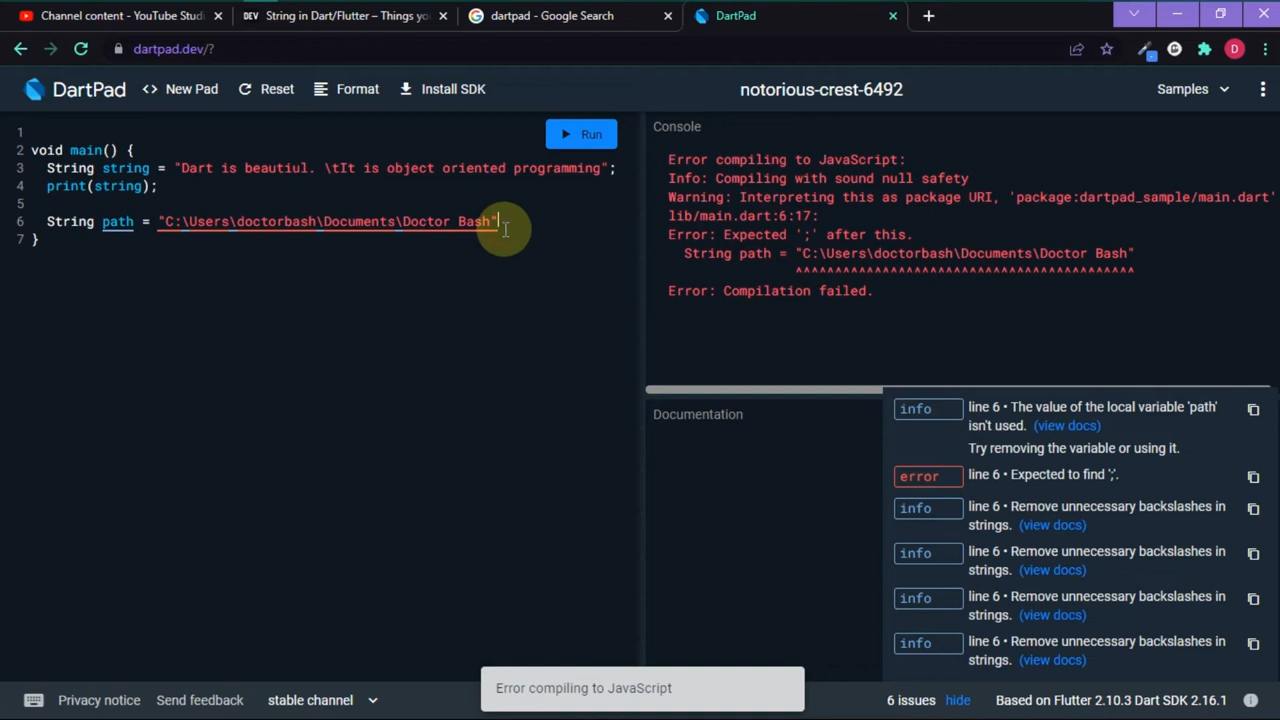 Channel content - YouTube Studi
String in Dart/Flutter – Things yo
dartpad - Google Search
DartPad
dartpad.dev/?
D
DartPad
<> New Pad
Reset
Format
Install SDK
notorious-crest-6492
Samples
Run
1
2 void main() {
3 String string = "Dart is beautiul. \tIt is object oriented programming";
4 print(string);
5
6 String path = "C:\Users\doctorbash\Documents\Doctor Bash"
7 }
Console
Error compiling to JavaScript:
Info: Compiling with sound null safety
Warning: Interpreting this as package URI, 'package:dartpad_sample/main.dart'
lib/main.dart:6:17:
Error: Expected ';' after this.
String path = "C:\Users\doctorbash\Documents\Doctor Bash"
^^^^^^^^^^^^^^^^^^^^^^^^^^^^^^^^^^^^^^^^^^^
Error: Compilation failed.
Documentation
info line 6 • The value of the local variable 'path'
isn't used. (view docs)
Try removing the variable or using it.
error line 6 • Expected to find ';'.
info line 6 • Remove unnecessary backslashes in
strings. (view docs)
info line 6 • Remove unnecessary backslashes in
strings. (view docs)
info line 6 • Remove unnecessary backslashes in
strings. (view docs)
info line 6 • Remove unnecessary backslashes in
strings. (view docs)
Error compiling to JavaScript
Privacy notice
Send feedback
stable channel
6 issues hide
Based on Flutter 2.10.3 Dart SDK 2.16.1